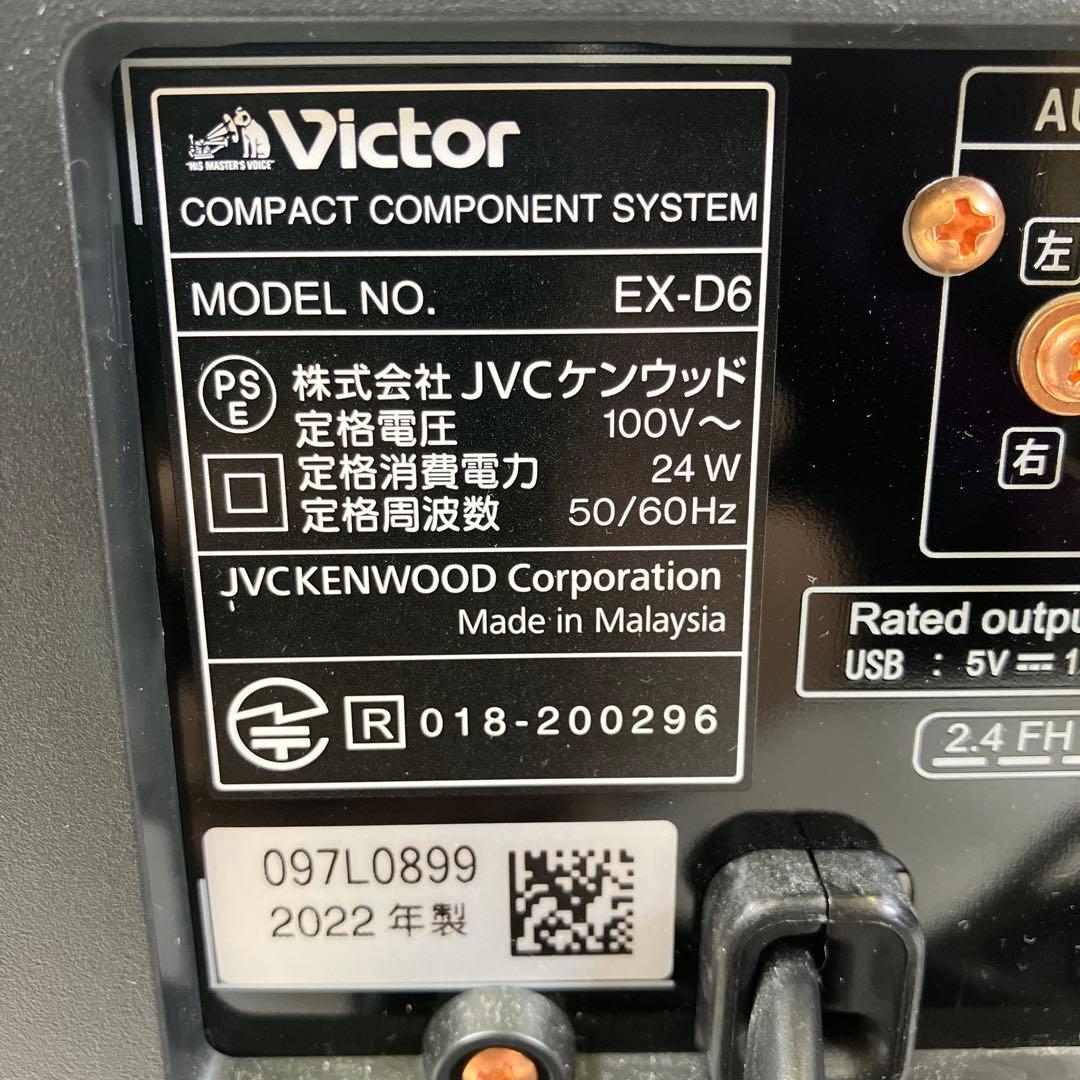 Victor
"HIS MASTER'S VOICE"
COMPACT COMPONENT SYSTEM
MODEL NO. EX-D6
PSE 株式会社 JVCケンウッド
定格電圧 100V～
定格消費電力 24 W
定格周波数 50/60Hz
JVCKENWOOD Corporation
Made in Malaysia
R 018-200296
097L0899
2022 年製
左
右
USB : 5V
2.4 FH
Rated